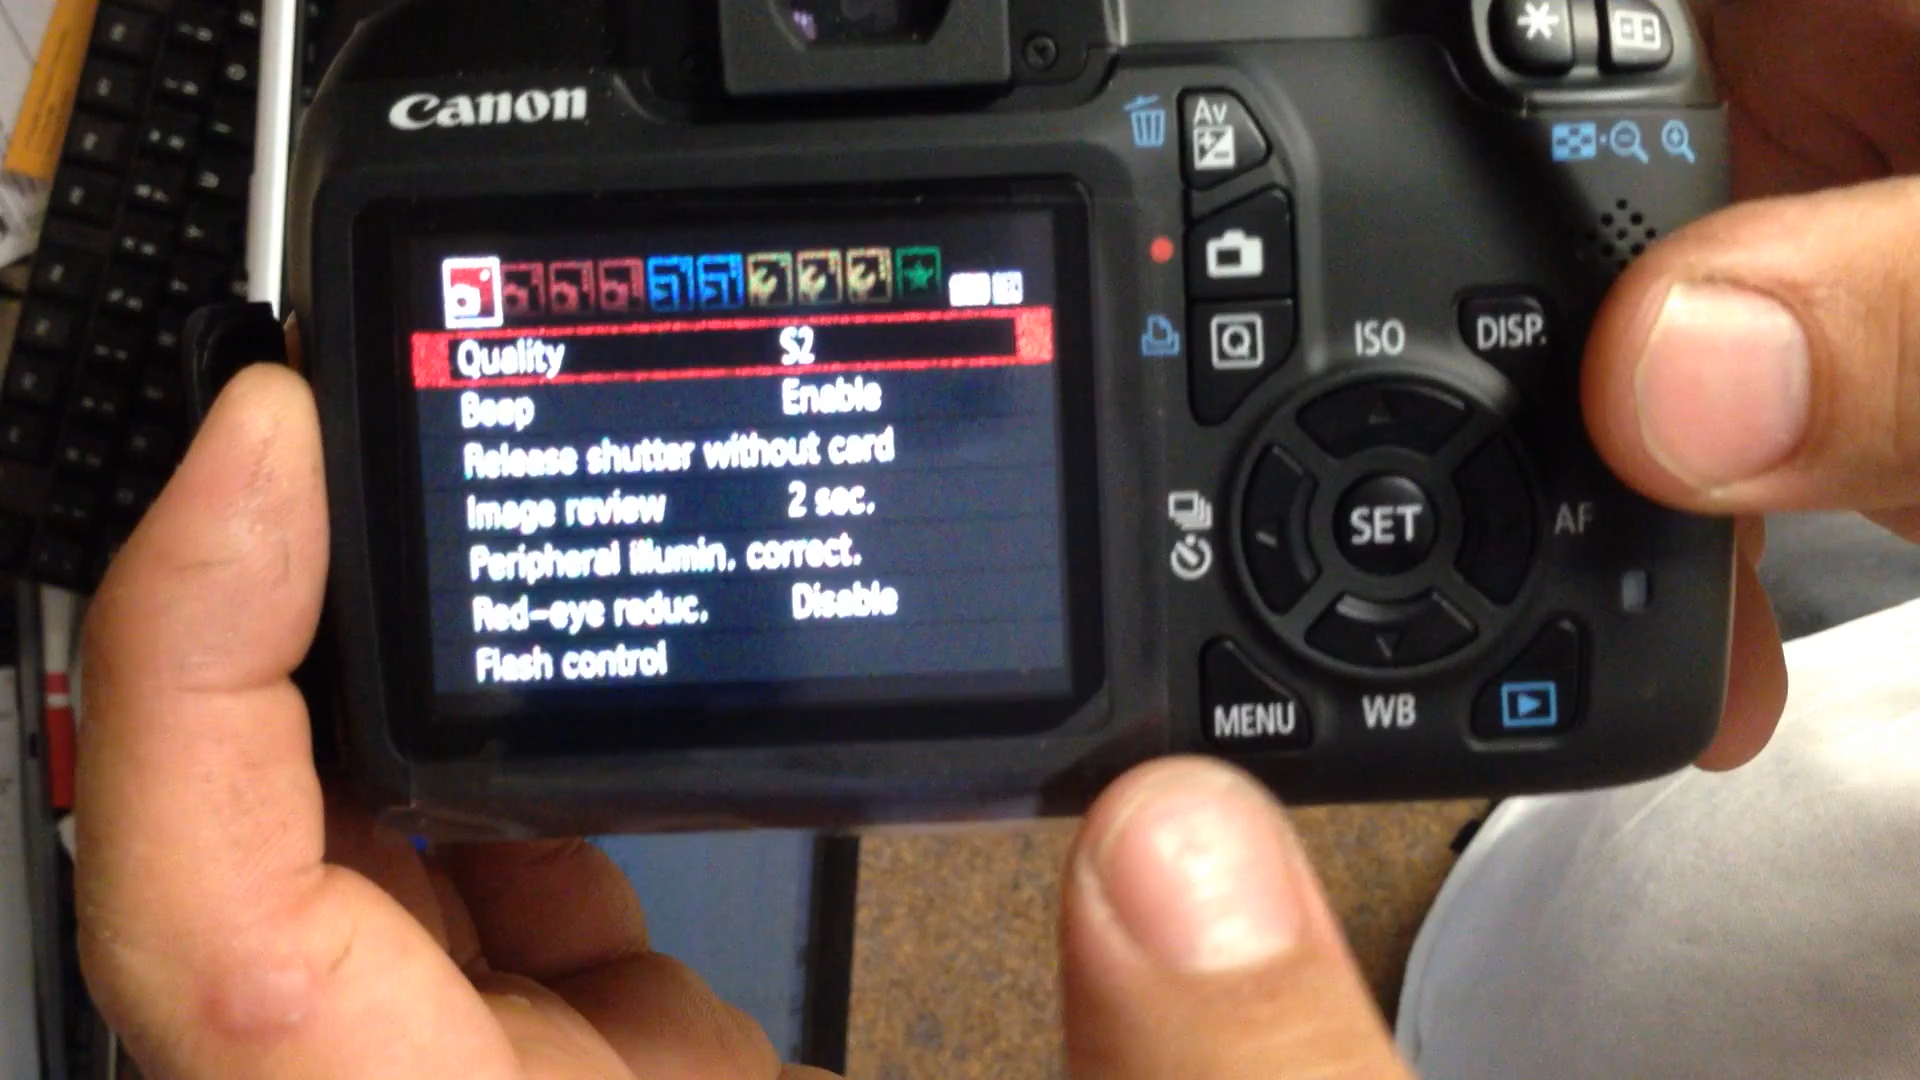 Canon
Av
Quality S2
Beep Enable
Release shutter without card
Image review 2 sec.
Peripheral illumin. correct.
Red-eye reduc. Disable
Flash control
Q
ISO
DISP.
SET
AF
MENU
WB